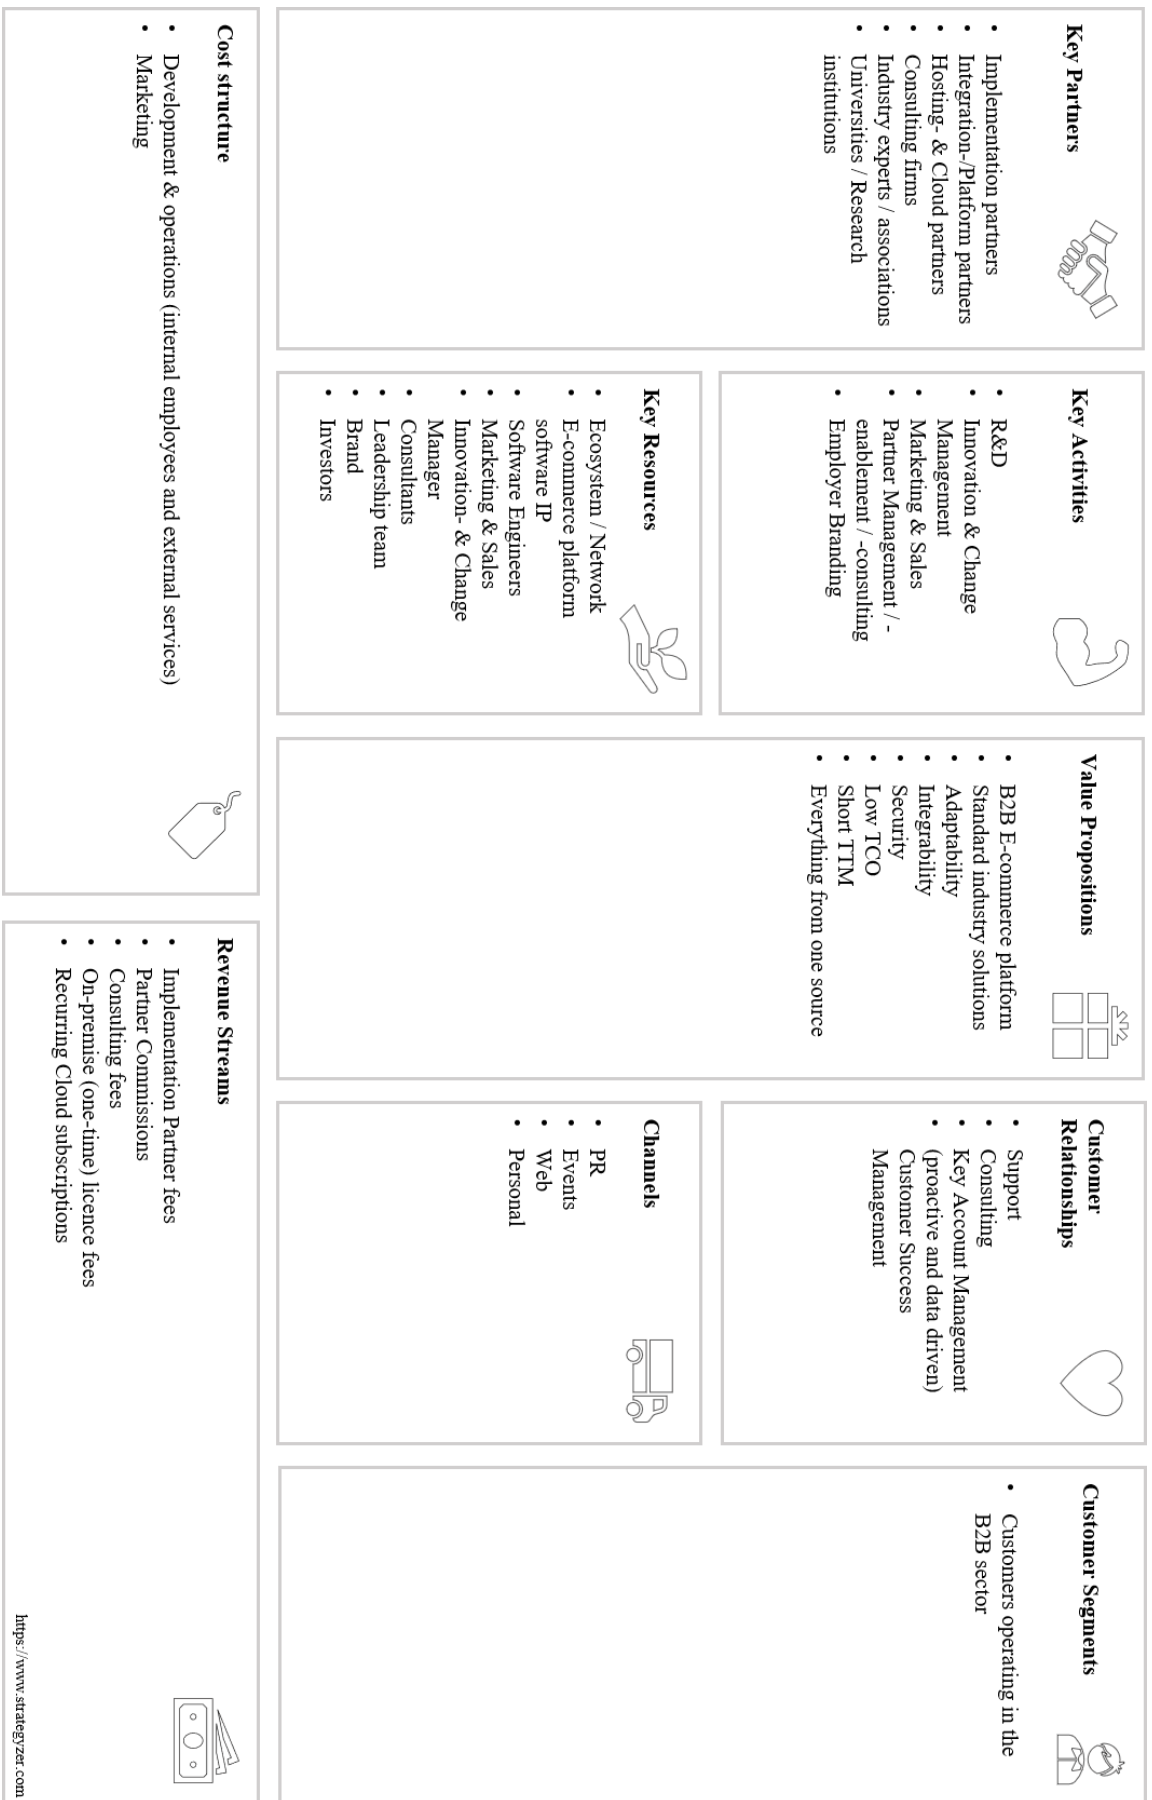 Key Partners
• Implementation partners
• Integration-/Platform partners
• Hosting- & Cloud partners
• Consulting firms
• Industry experts / associations
• Universities / Research
institutions
Key Activities
• R&D
• Innovation & Change
Management
• Marketing & Sales
• Partner Management / -
enablement / -consulting
• Employer Branding
Key Resources
• Ecosystem / Network
• E-commerce platform
software IP
• Software Engineers
• Marketing & Sales
• Innovation- & Change
Manager
• Consultants
• Leadership team
• Brand
• Investors
Value Propositions
• B2B E-commerce platform
• Standard industry solutions
• Adaptability
• Integrability
• Security
• Low TCO
• Short TTM
• Everything from one source
Customer
Relationships
• Support
• Consulting
• Key Account Management
• (proactive and data driven)
Customer Success
Management
Channels
• PR
• Events
• Web
• Personal
Customer Segments
• Customers operating in the
B2B sector
Cost structure
• Development & operations (internal employees and external services)
• Marketing
Revenue Streams
• Implementation Partner fees
• Partner Commissions
• Consulting fees
• On-premise (one-time) licence fees
• Recurring Cloud subscriptions
https://www.strategyzer.com